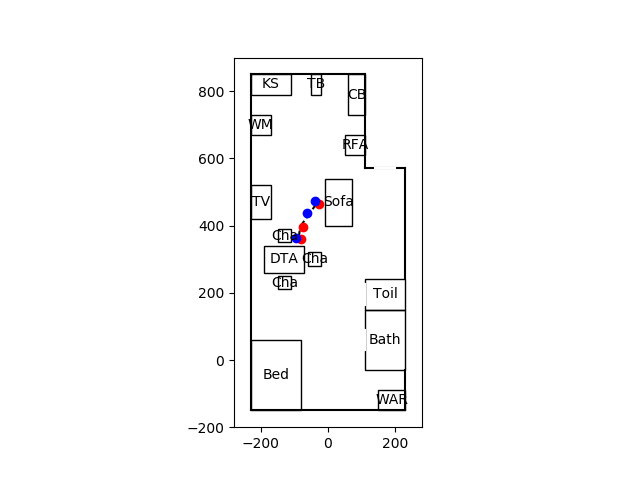 800
600
400
200
0
−200
−200
0
200
KS
TB
CB
WM
RFA
TV
Sofa
Cha
DTA
Cha
Cha
Toil
Bath
Bed
WAR